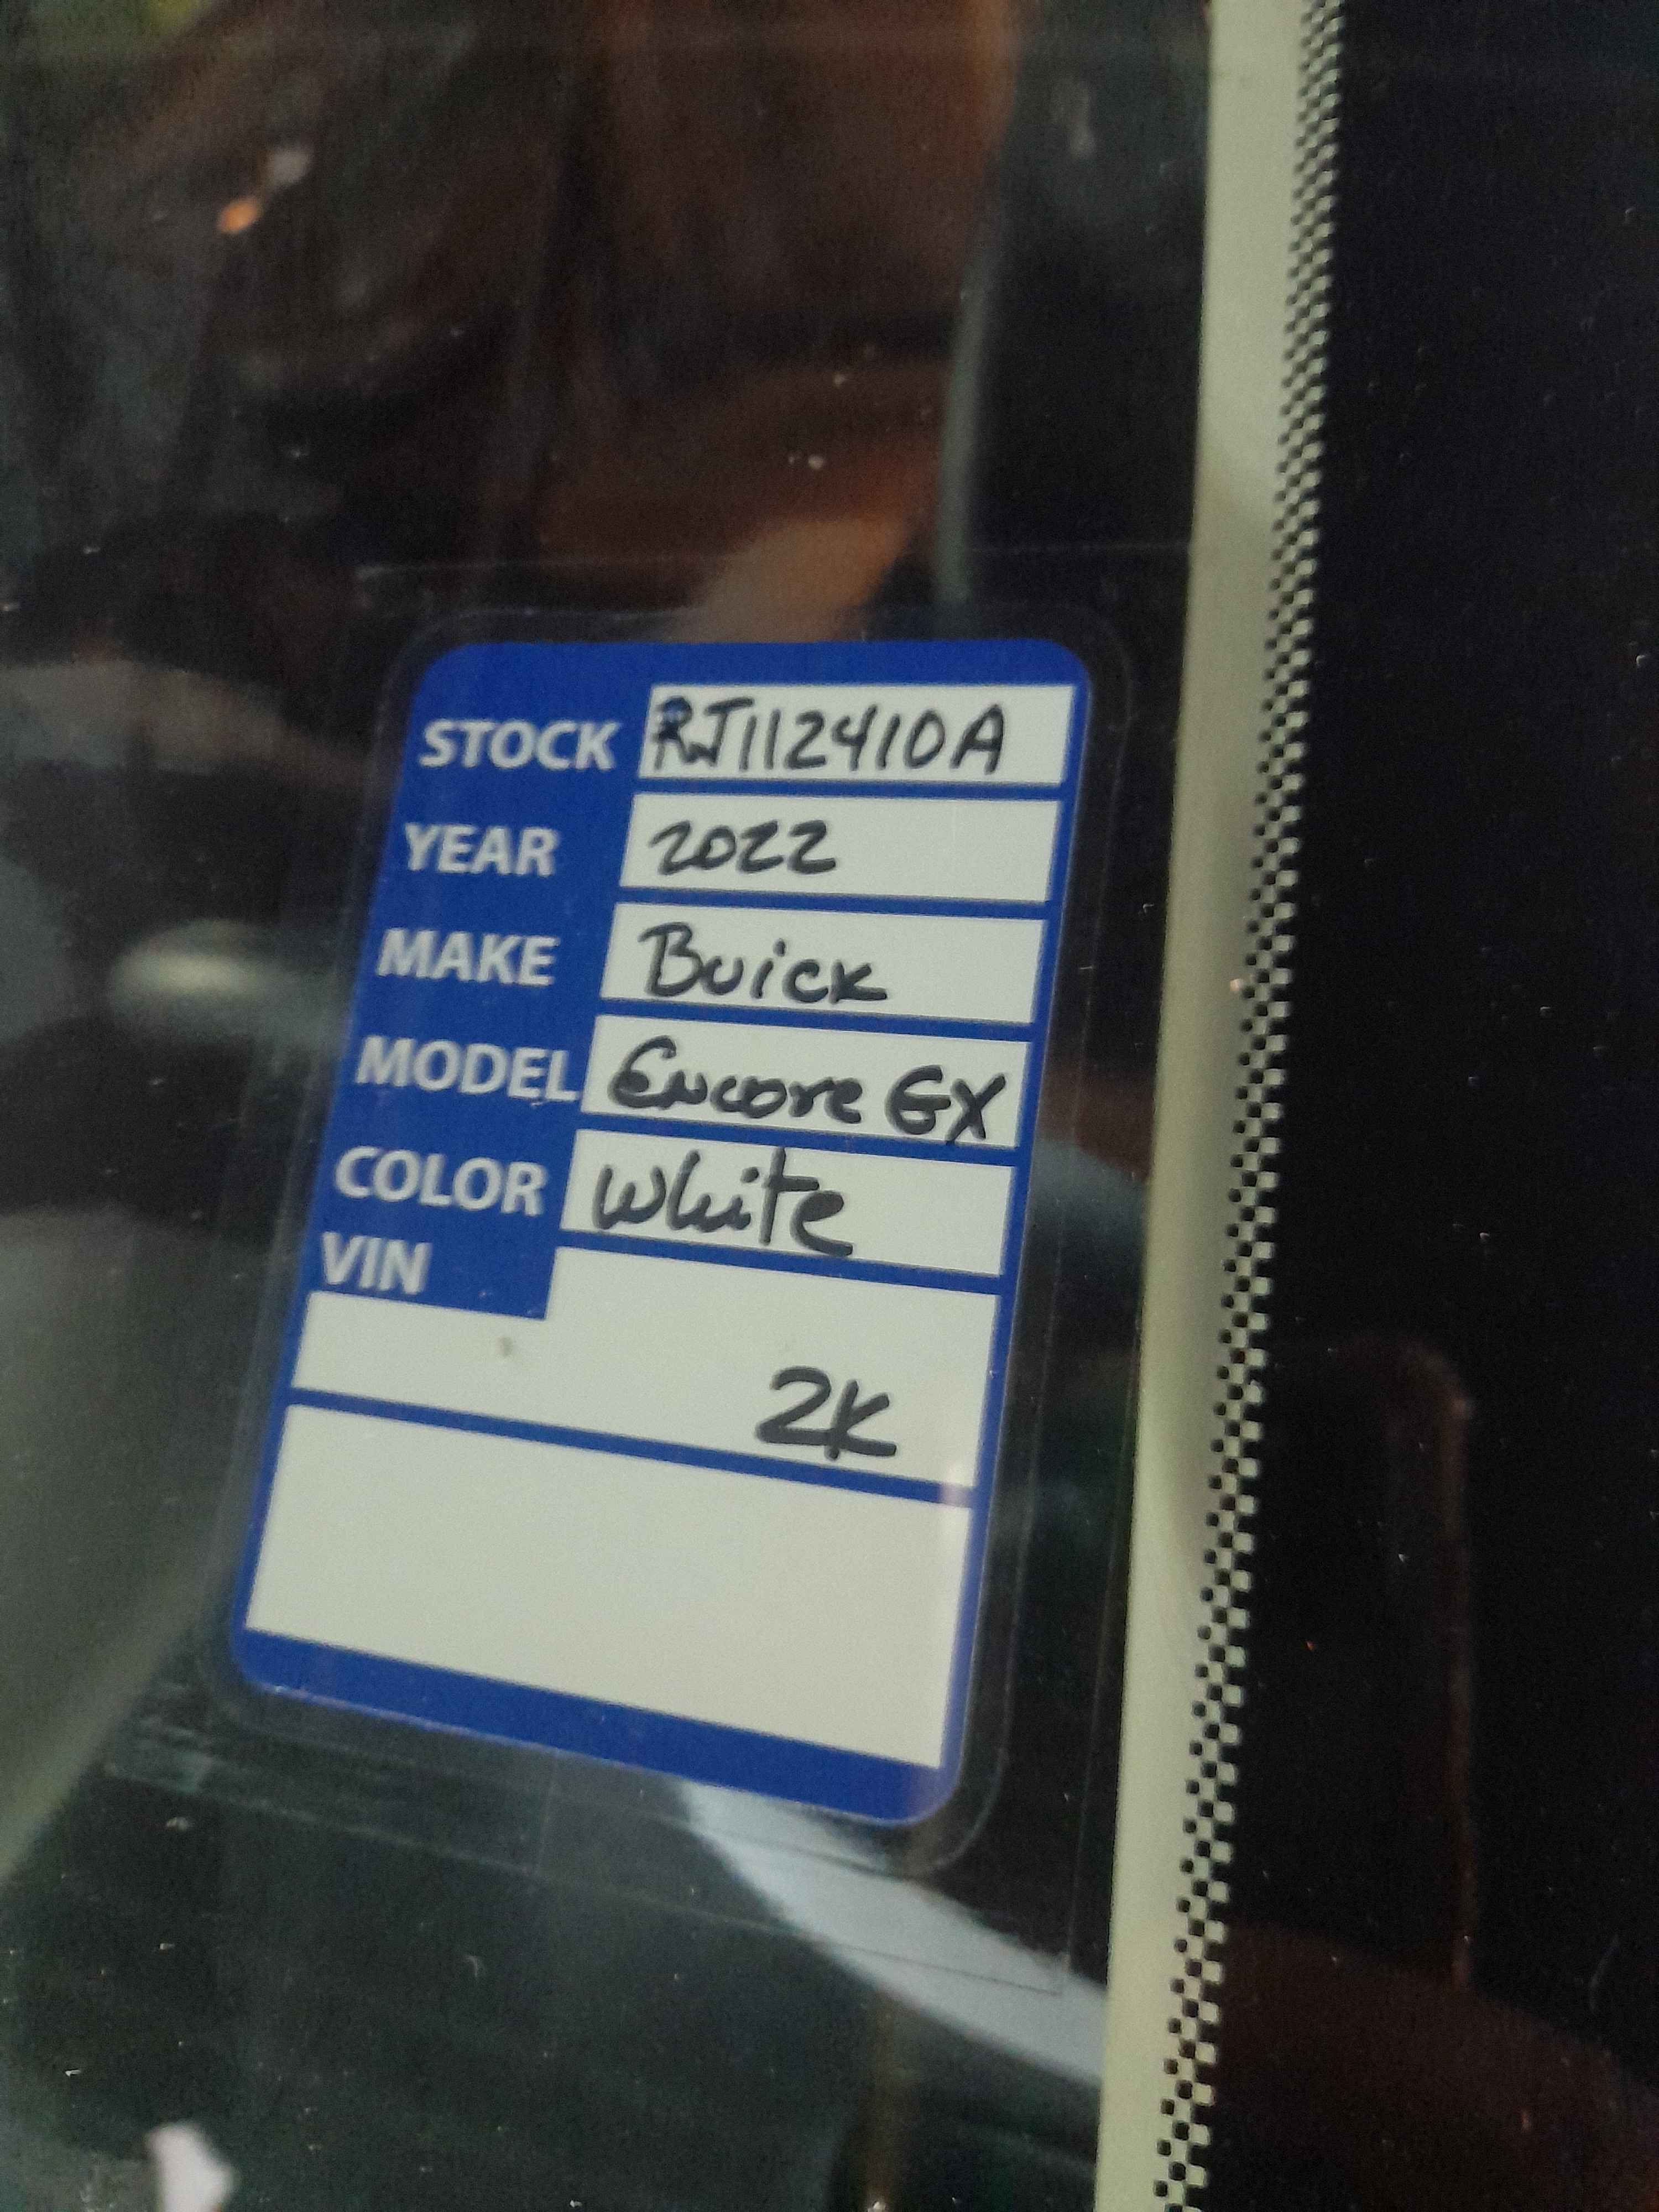 STOCK RJ112410A
YEAR 2022
MAKE Buick
MODEL Encore GX
COLOR White
VIN
2K